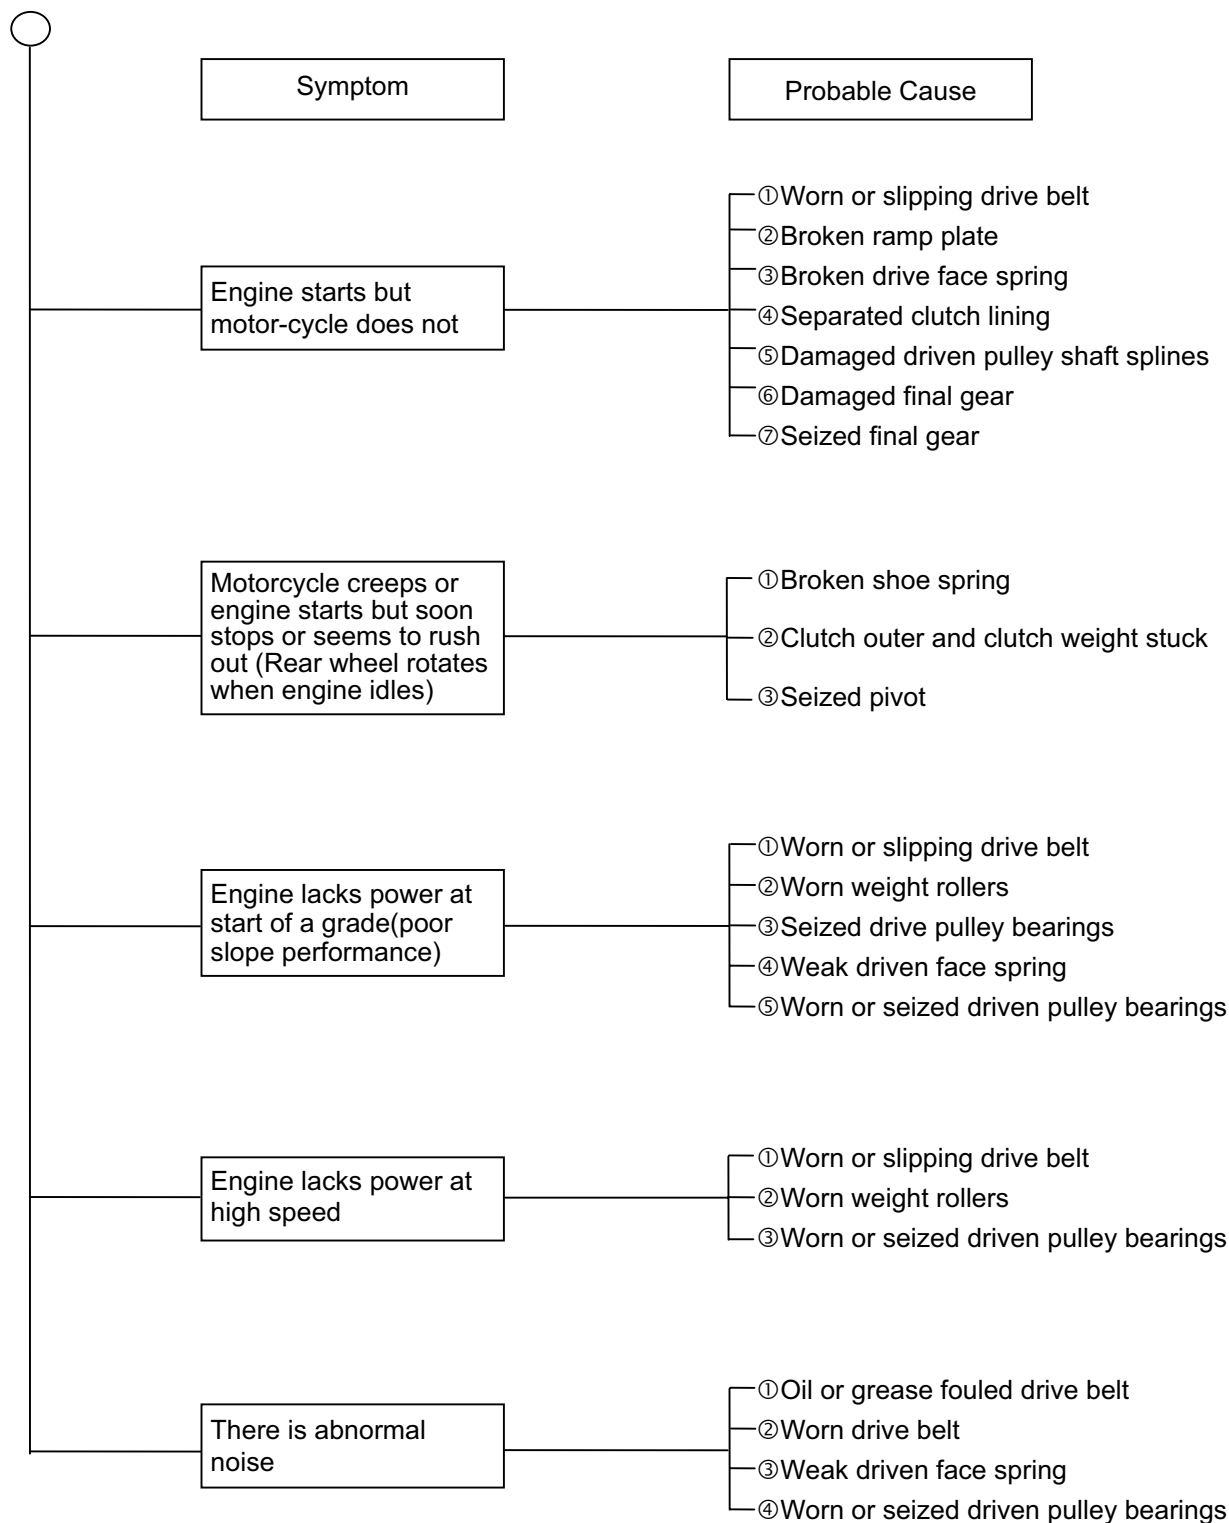 Symptom
Probable Cause
Engine starts but
motor-cycle does not
①Worn or slipping drive belt
②Broken ramp plate
③Broken drive face spring
④Separated clutch lining
⑤Damaged driven pulley shaft splines
⑥Damaged final gear
⑦Seized final gear
Motorcycle creeps or
engine starts but soon
stops or seems to rush
out (Rear wheel rotates
when engine idles)
①Broken shoe spring
②Clutch outer and clutch weight stuck
③Seized pivot
Engine lacks power at
start of a grade(poor
slope performance)
①Worn or slipping drive belt
②Worn weight rollers
③Seized drive pulley bearings
④Weak driven face spring
⑤Worn or seized driven pulley bearings
Engine lacks power at
high speed
①Worn or slipping drive belt
②Worn weight rollers
③Worn or seized driven pulley bearings
There is abnormal
noise
①Oil or grease fouled drive belt
②Worn drive belt
③Weak driven face spring
④Worn or seized driven pulley bearings